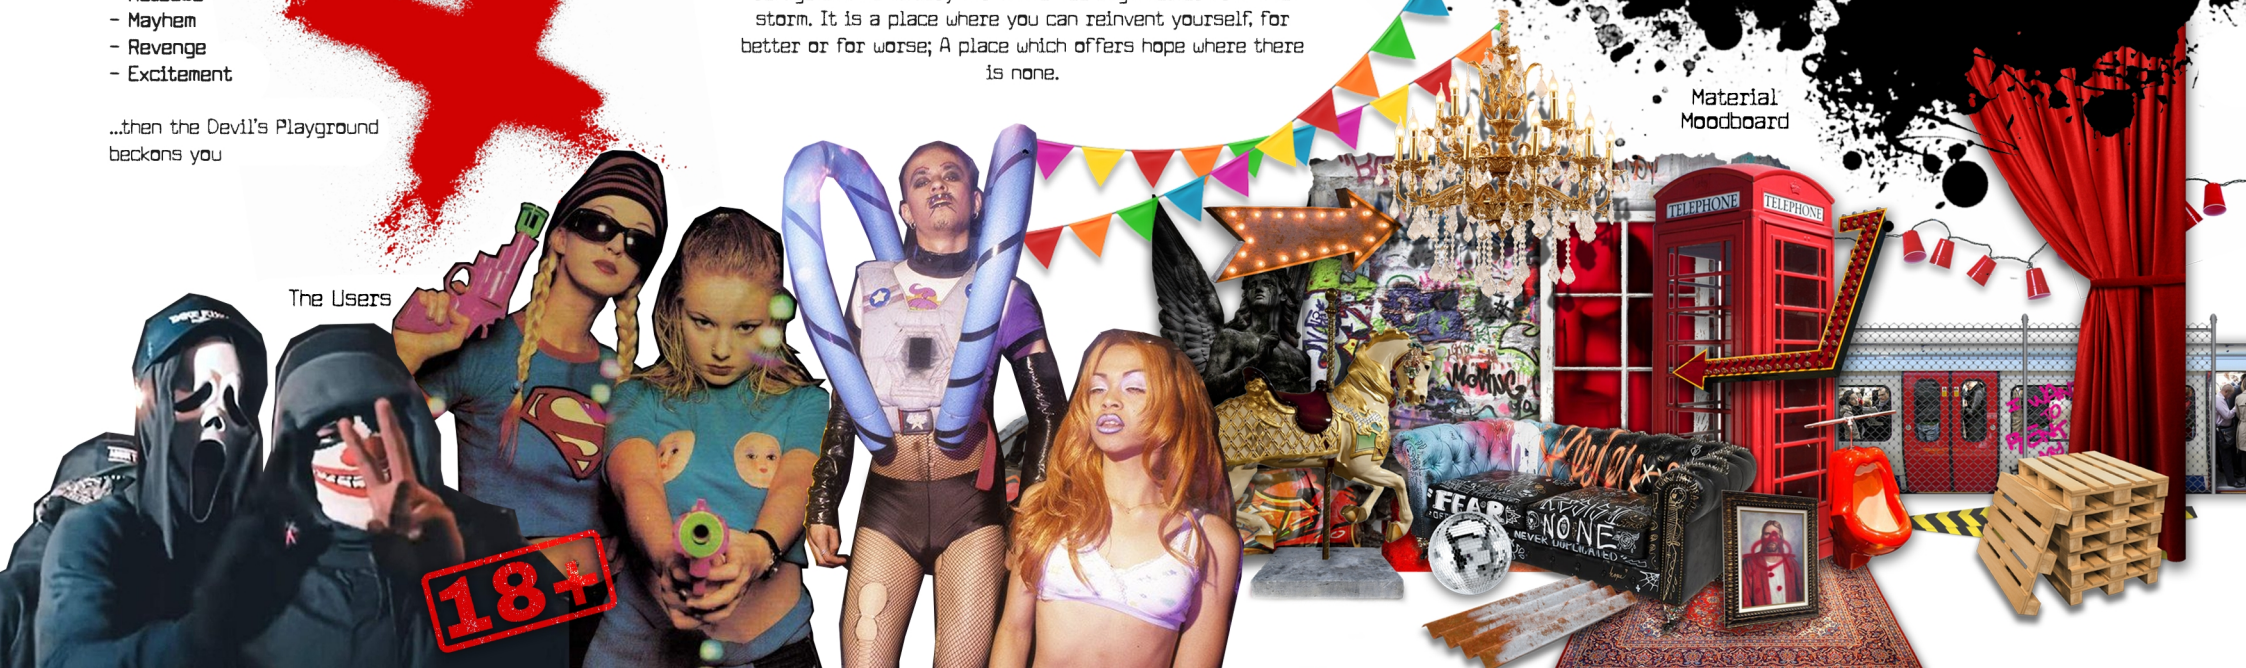 - Mayhem
- Revenge
- Excitement
...then the Devil's Playground
beckons you
storm. It is a place where you can reinvent yourself, for
better or for worse; A place which offers hope where there
is none.
Material
Moodboard
The Users
TELEPHONE
TELEPHONE
18+
FEAR
NONE
NEVER DUPLICATED